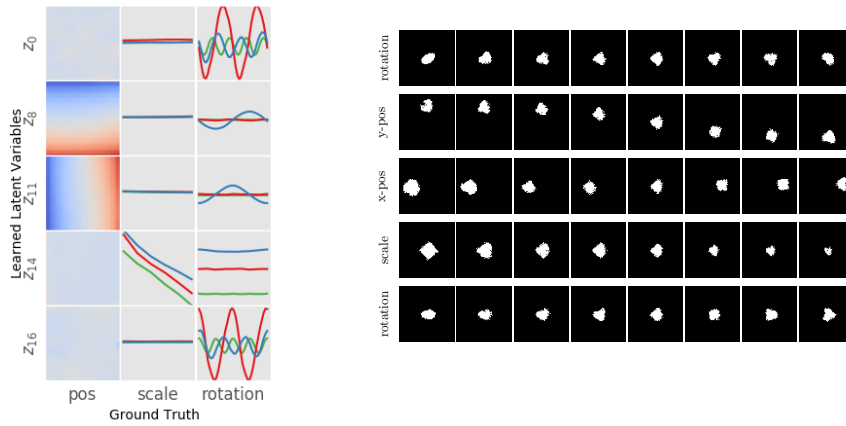 Learned Latent Variables
Z0
Z8
Z11
Z14
Z16
pos
scale
rotation
Ground Truth
rotation
y-pos
x-pos
scale
rotation